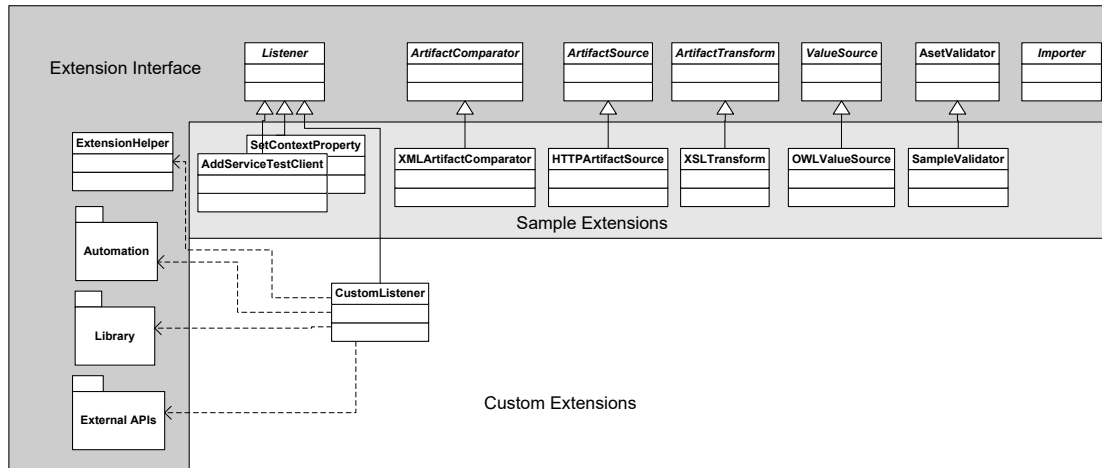 Listener
ArtifactComparator
ArtifactSource
ArtifactTransform
ValueSource
AsetValidator
Importer
Extension Interface
ExtensionHelper
SetContextProperty
AddServiceTestClient
XMLArtifactComparator
HTTPArtifactSource
XSLTransform
OWLValueSource
SampleValidator
Sample Extensions
Automation
CustomListener
Library
Custom Extensions
External APIs